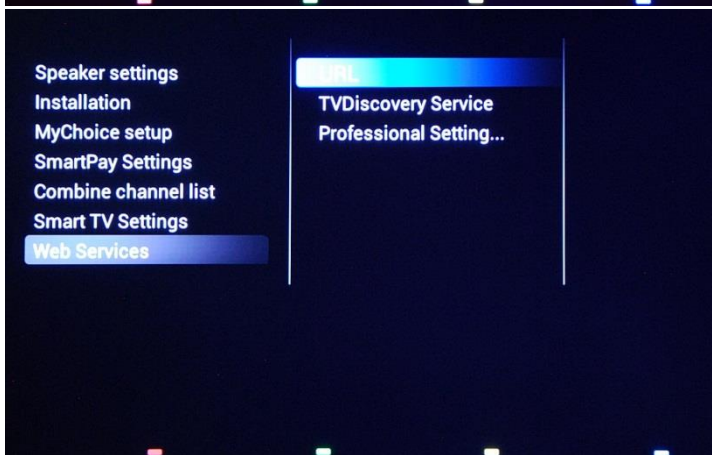 Speaker settings
Installation
MyChoice setup
SmartPay Settings
Combine channel list
Smart TV Settings
Web Services
URL
TVDiscovery Service
Professional Setting...